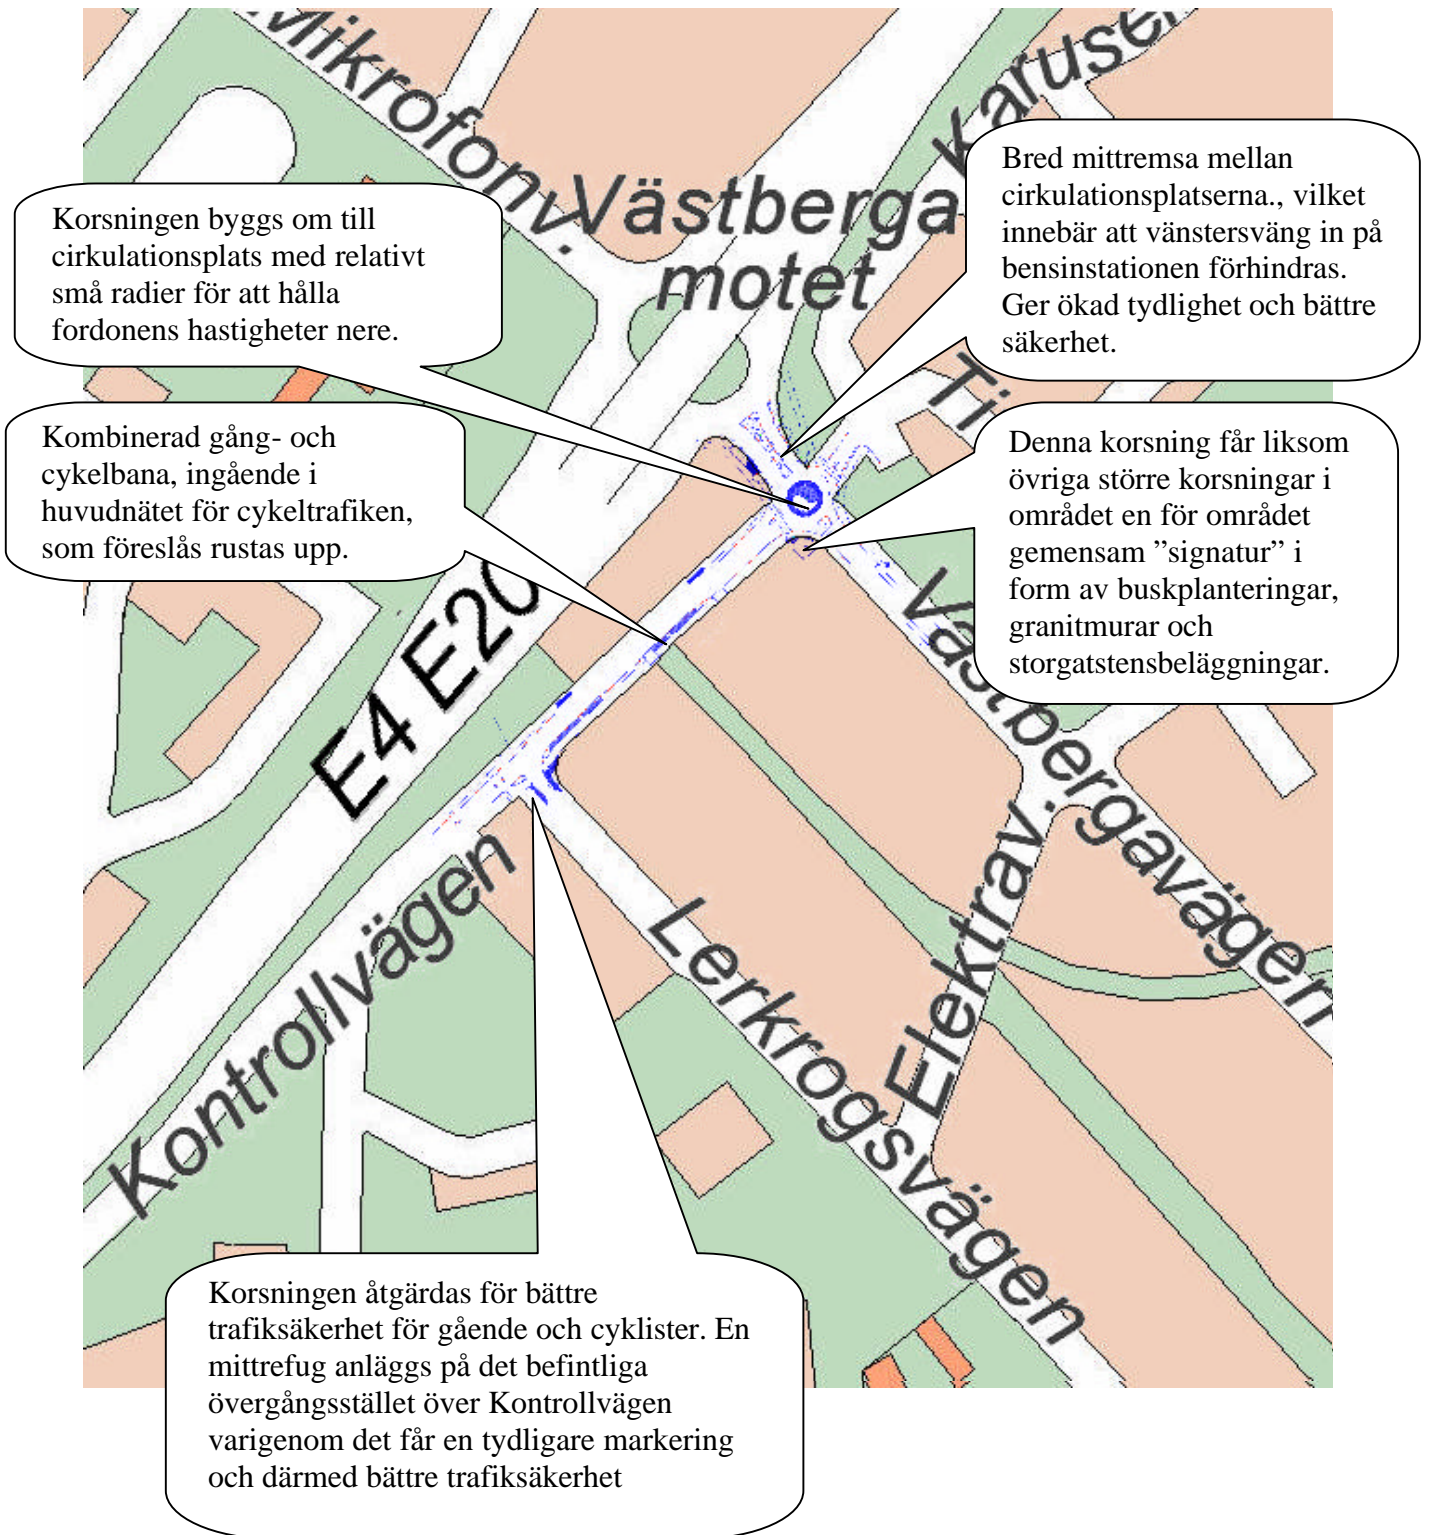 Mikrofonv.
Karusel
Västberga
motet
Bred mittremsa mellan
cirkulationsplatserna., vilket
innebär att vänstersväng in på
bensinstationen förhindras.
Ger ökad tydlighet och bättre
säkerhet.
Korsningen byggs om till
cirkulationsplats med relativt
små radier för att hålla
fordonens hastigheter nere.
Ti
Kombinerad gång- och
cykelbana, ingående i
huvudnätet för cykeltrafiken,
som föreslås rustas upp.
Denna korsning får liksom
övriga större korsningar i
området en för området
gemensam ”signatur” i
form av buskplanteringar,
granitmurar och
storgatstensbeläggningar.
E4 E20
Västbergavägen
Elektrav.
Kontrollvägen
Lerkrogsvägen
Korsningen åtgärdas för bättre
trafiksäkerhet för gående och cyklister. En
mittrefug anläggs på det befintliga
övergångsstället över Kontrollvägen
varigenom det får en tydligare markering
och därmed bättre trafiksäkerhet